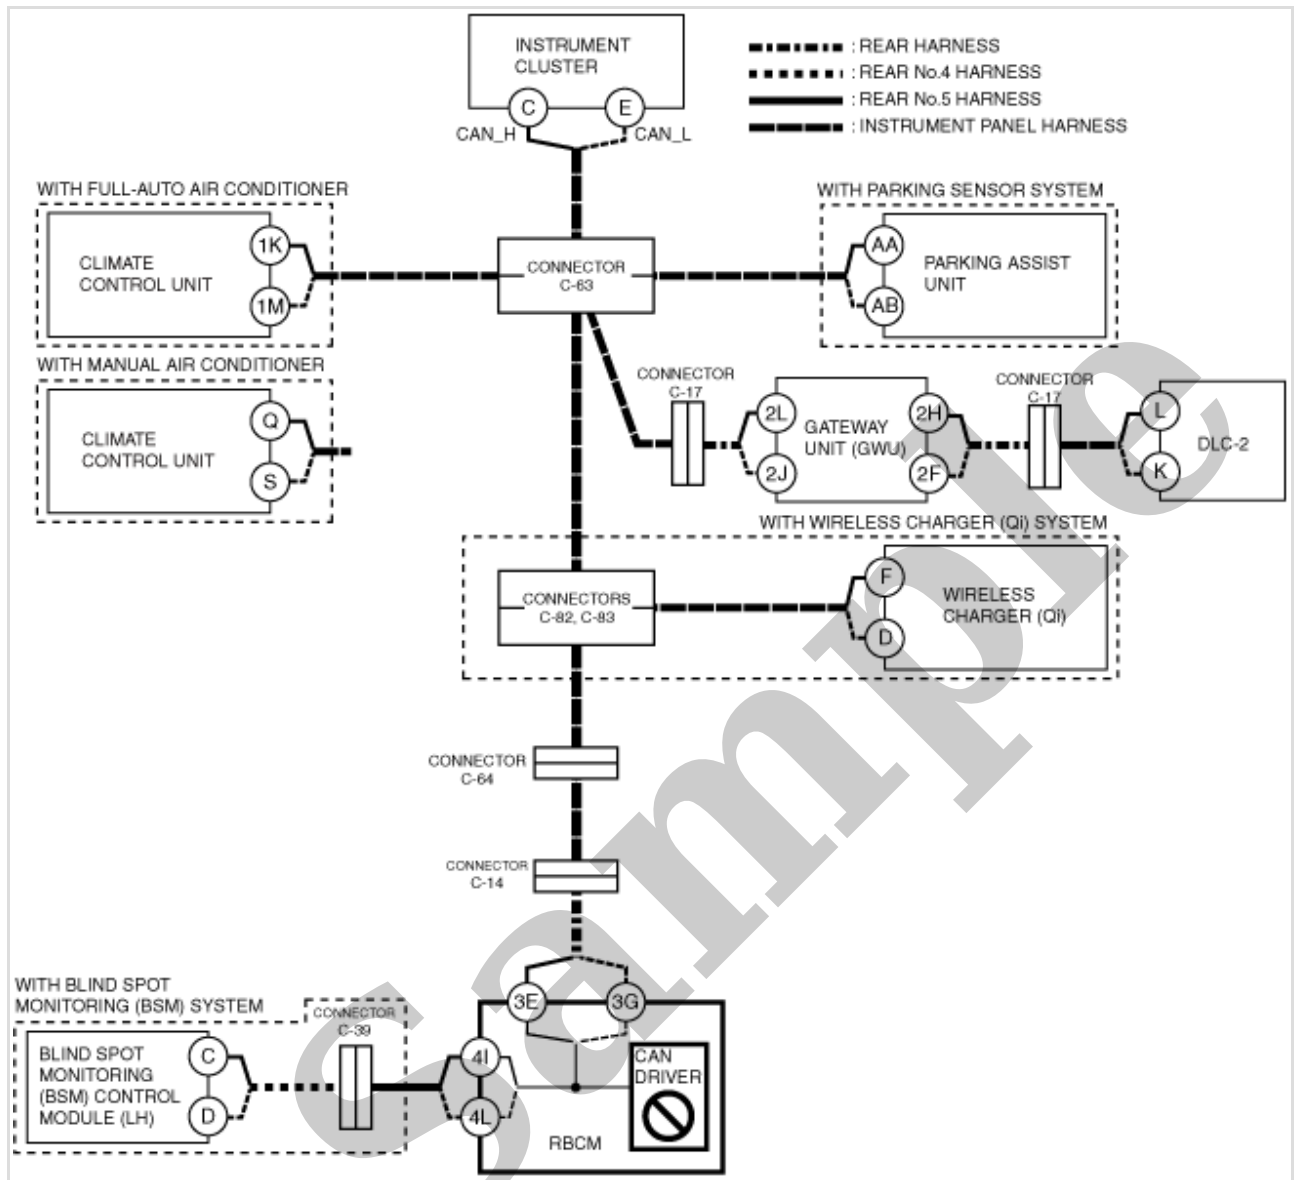 INSTRUMENT
CLUSTER
C
E
CAN_H
CAN_L
: REAR HARNESS
: REAR No.4 HARNESS
: REAR No.5 HARNESS
: INSTRUMENT PANEL HARNESS
WITH FULL-AUTO AIR CONDITIONER
CLIMATE
CONTROL UNIT
1K
1M
CONNECTOR
C-63
WITH PARKING SENSOR SYSTEM
AA
AB
PARKING ASSIST
UNIT
WITH MANUAL AIR CONDITIONER
CLIMATE
CONTROL UNIT
Q
S
CONNECTOR
C-17
2L
2J
GATEWAY
UNIT (GWU)
2H
2F
CONNECTOR
C-17
L
K
DLC-2
WITH WIRELESS CHARGER (Qi) SYSTEM
CONNECTORS
C-82, C-83
F
D
WIRELESS
CHARGER (Qi)
CONNECTOR
C-64
CONNECTOR
C-14
WITH BLIND SPOT
MONITORING (BSM) SYSTEM
BLIND SPOT
MONITORING
(BSM) CONTROL
MODULE (LH)
C
D
CONNECTOR
C-39
3E
3G
4I
4L
CAN
DRIVER
RBCM
Sample